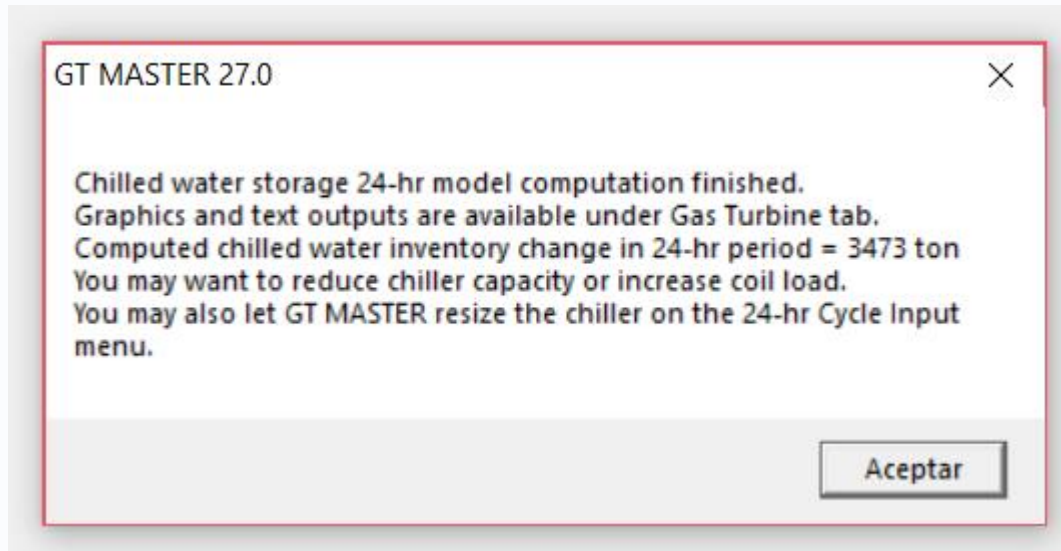 GT MASTER 27.0
Chilled water storage 24-hr model computation finished.
Graphics and text outputs are available under Gas Turbine tab.
Computed chilled water inventory change in 24-hr period = 3473 ton
You may want to reduce chiller capacity or increase coil load.
You may also let GT MASTER resize the chiller on the 24-hr Cycle Input
menu.
Aceptar